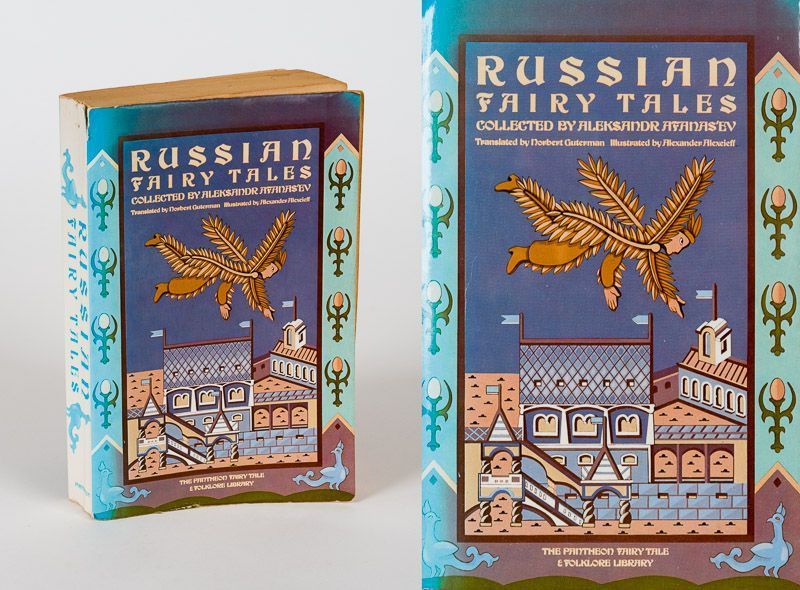 RUSSIAN
FAIRY TALES
COLLECTED BY ALEKSANDR AFANAS'EV
Translated by Norbert Guterman Illustrated by Alexander Alexeieff
THE PANTHEON FAIRY TALE
& FOLKLORE LIBRARY
RUSSIAN
FAIRY TALES
RUSSIAN
FAIRY TALES
COLLECTED BY ALEKSANDR AFANAS'EV
Translated by Norbert Guterman Illustrated by Alexander Alexeieff
THE PANTHEON FAIRY TALE
& FOLKLORE LIBRARY